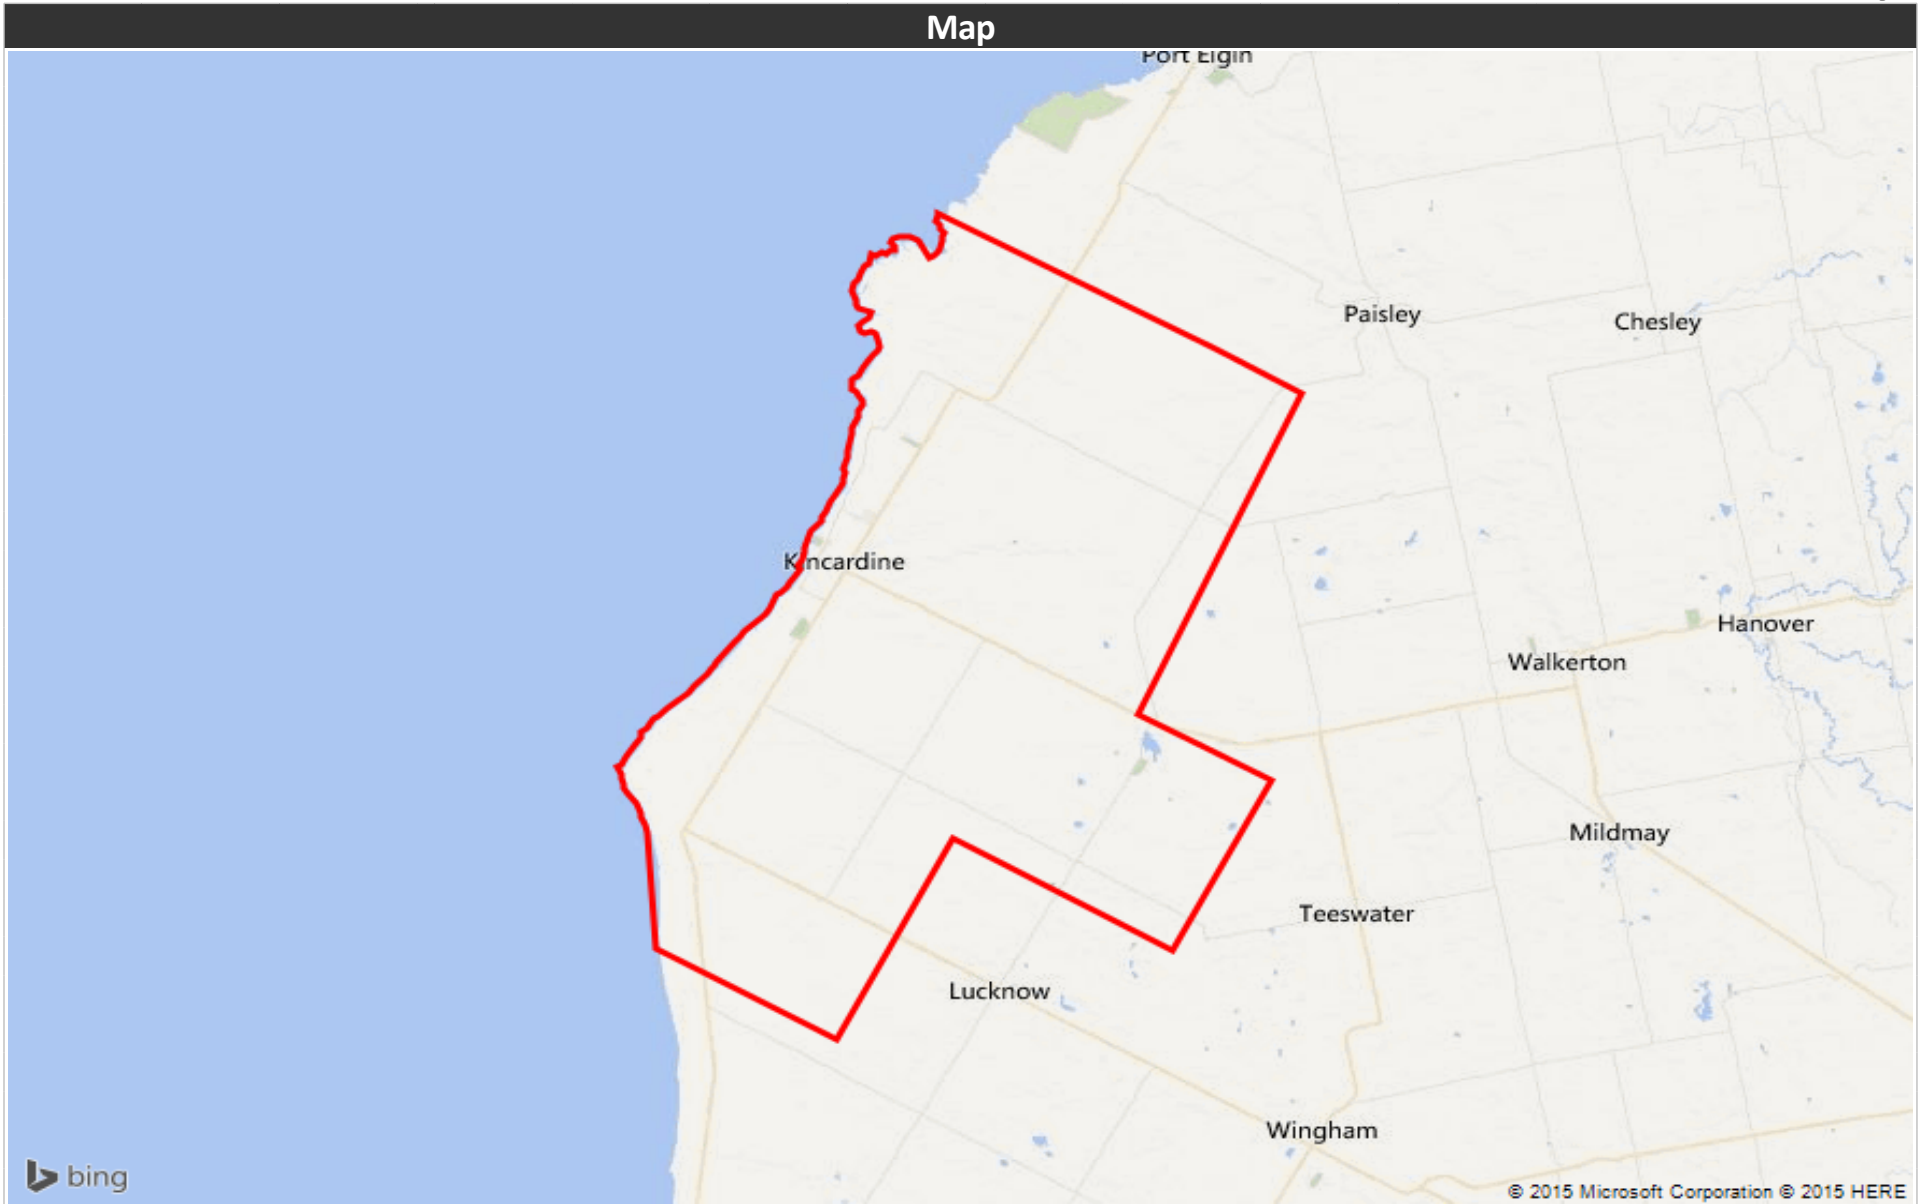 Map
Port Elgin
Paisley
Chesley
Kincardine
Hanover
Walkerton
Mildmay
Teeswater
Lucknow
Wingham
bing
© 2015 Microsoft Corporation © 2015 HERE